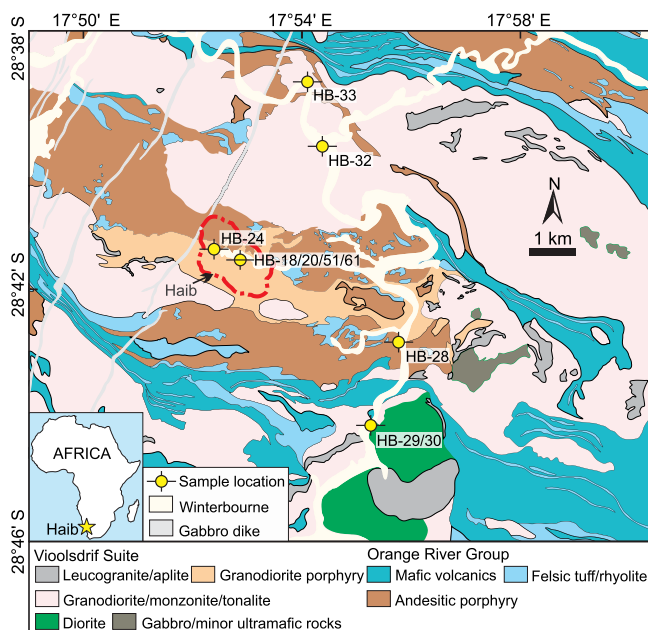 17°50' E 17°54' E 17°58' E
28°38' S
28°42' S
28°46' S
HB-33
HB-32
N
1 km
HB-24
HB-18/20/51/61
Haib
HB-28
HB-29/30
AFRICA
Haib
Sample location
Winterbourne
Gabbro dike
Vioolsdrif Suite Orange River Group
Leucogranite/aplite Granodiorite porphyry Mafic volcanics Felsic tuff/rhyolite
Granodiorite/monzonite/tonalite Andesitic porphyry
Diorite Gabbro/minor ultramafic rocks